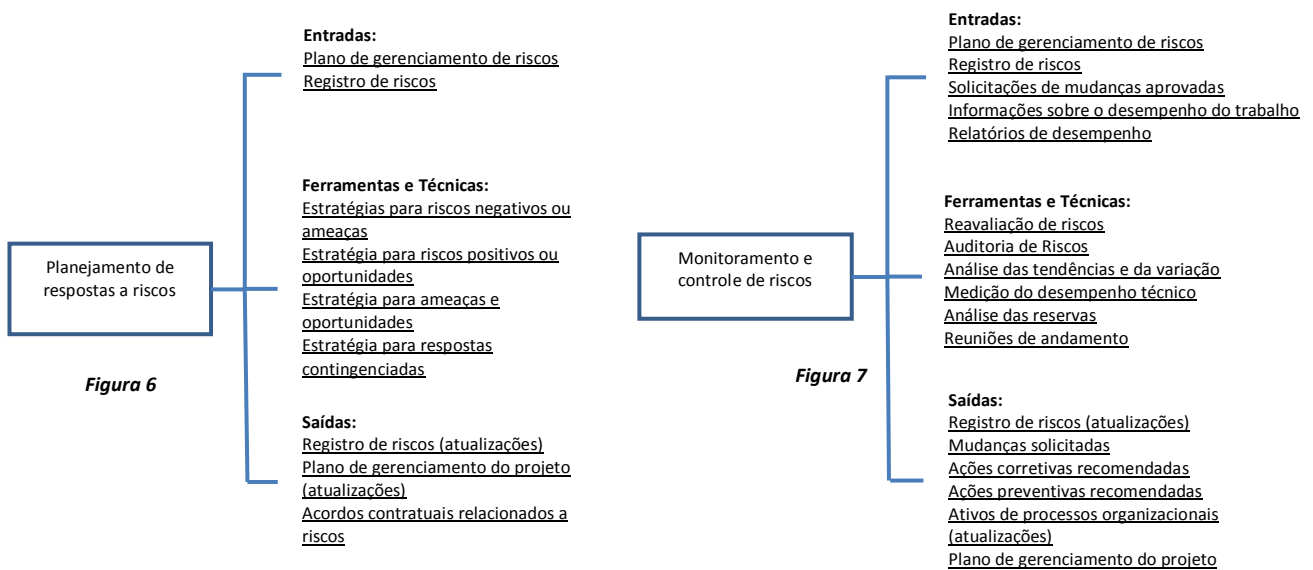 Entradas:
Plano de gerenciamento de riscos
Registro de riscos
Ferramentas e Técnicas:
Estratégias para riscos negativos ou
ameaças
Estratégia para riscos positivos ou
oportunidades
Estratégia para ameaças e
oportunidades
Estratégia para respostas
contingenciadas
Planejamento de
respostas a riscos
Figura 6
Saídas:
Registro de riscos (atualizações)
Plano de gerenciamento do projeto
(atualizações)
Acordos contratuais relacionados a
riscos
Entradas:
Plano de gerenciamento de riscos
Registro de riscos
Solicitações de mudanças aprovadas
Informações sobre o desempenho do trabalho
Relatórios de desempenho
Ferramentas e Técnicas:
Reavaliação de riscos
Auditoria de Riscos
Análise das tendências e da variação
Medição do desempenho técnico
Análise das reservas
Reuniões de andamento
Monitoramento e
controle de riscos
Figura 7
Saídas:
Registro de riscos (atualizações)
Mudanças solicitadas
Ações corretivas recomendadas
Ações preventivas recomendadas
Ativos de processos organizacionais
(atualizações)
Plano de gerenciamento do projeto